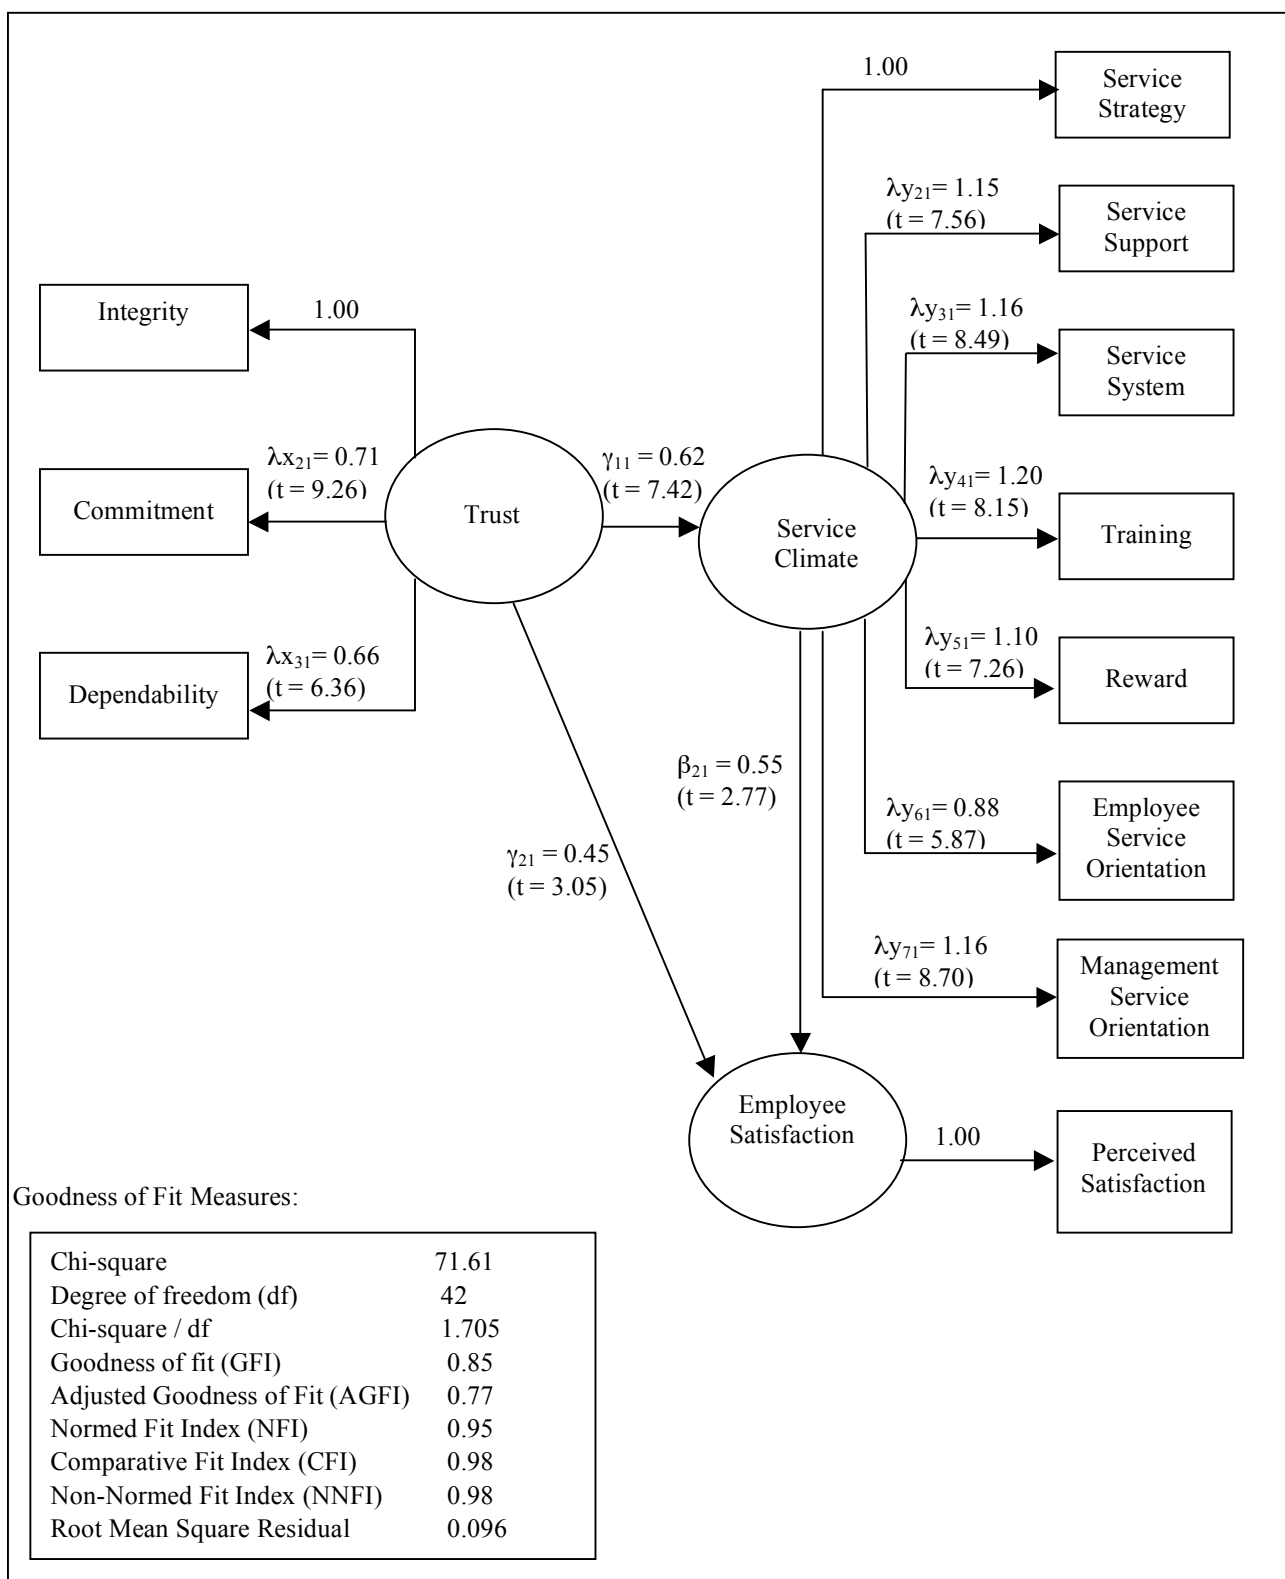 1.00
Service
Strategy
λy21= 1.15
(t = 7.56)
Service
Support
Integrity
1.00
λy31= 1.16
(t = 8.49)
Service
System
Commitment
λx21= 0.71
(t = 9.26)
Trust
γ11 = 0.62
(t = 7.42)
Service
Climate
λy41= 1.20
(t = 8.15)
Training
Dependability
λx31= 0.66
(t = 6.36)
λy51= 1.10
(t = 7.26)
Reward
β21 = 0.55
(t = 2.77)
λy61= 0.88
(t = 5.87)
Employee
Service
Orientation
γ21 = 0.45
(t = 3.05)
λy71= 1.16
(t = 8.70)
Management
Service
Orientation
Employee
Satisfaction
1.00
Perceived
Satisfaction
Goodness of Fit Measures:
Chi-square 71.61
Degree of freedom (df) 42
Chi-square / df 1.705
Goodness of fit (GFI) 0.85
Adjusted Goodness of Fit (AGFI) 0.77
Normed Fit Index (NFI) 0.95
Comparative Fit Index (CFI) 0.98
Non-Normed Fit Index (NNFI) 0.98
Root Mean Square Residual 0.096